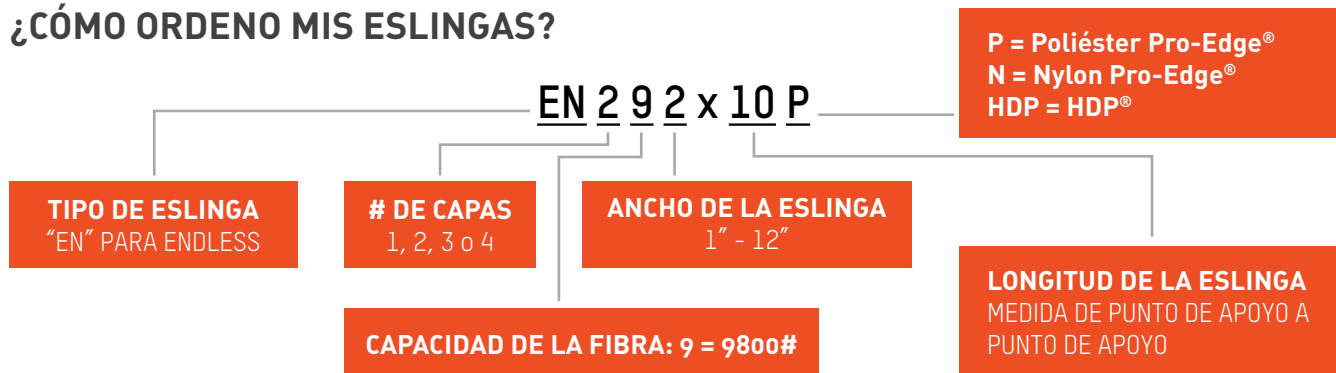 ¿CÓMO ORDENO MIS ESLINGAS?
P = Poliéster Pro-Edge®
N = Nylon Pro-Edge®
HDP = HDP®
EN 2 9 2 x 10 P
TIPO DE ESLINGA
“EN” PARA ENDLESS
# DE CAPAS
1, 2, 3 o 4
ANCHO DE LA ESLINGA
1” - 12”
CAPACIDAD DE LA FIBRA: 9 = 9800#
LONGITUD DE LA ESLINGA
MEDIDA DE PUNTO DE APOYO A
PUNTO DE APOYO